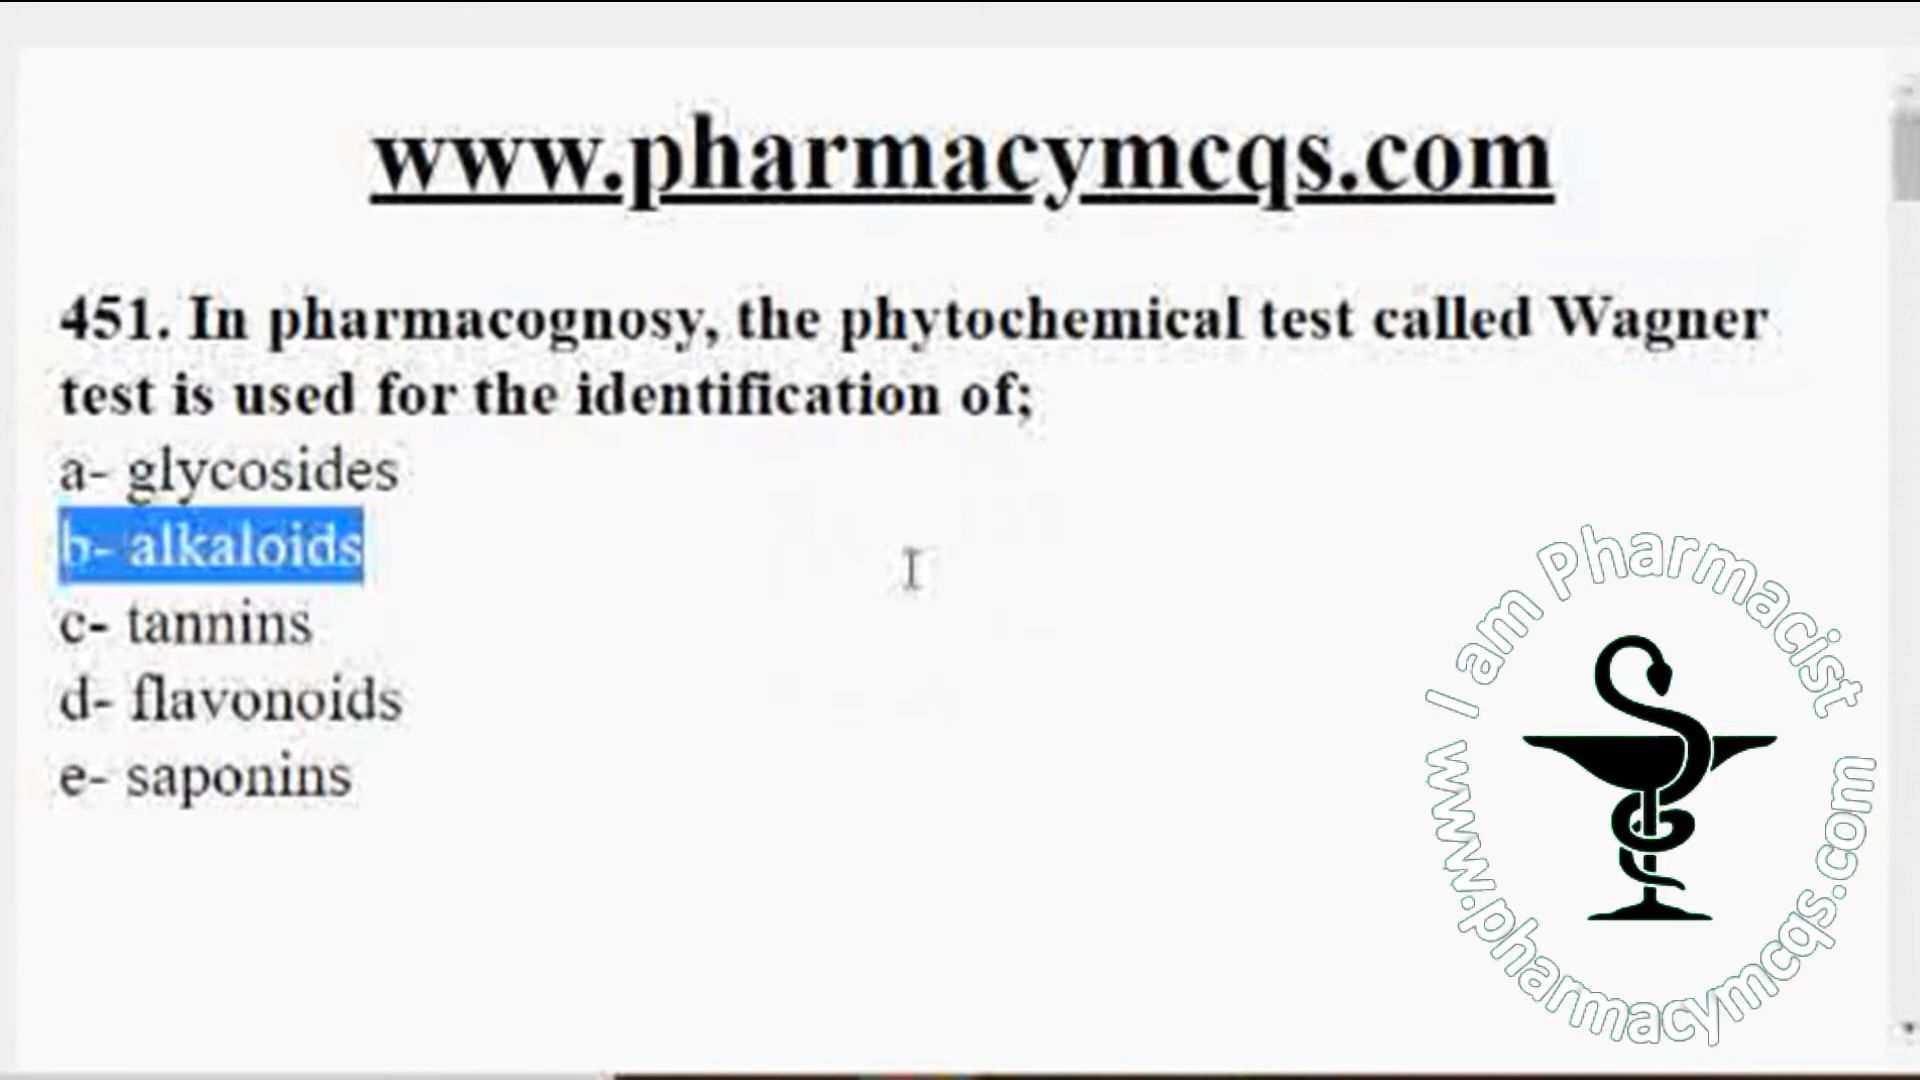 www.pharmacymcqs.com
451. In pharmacognosy, the phytochemical test called Wagner
test is used for the identification of;
a- glycosides
b- alkaloids
c- tannins
d- flavonoids
e- saponins
I am Pharmacist
www.pharmacymcqs.com